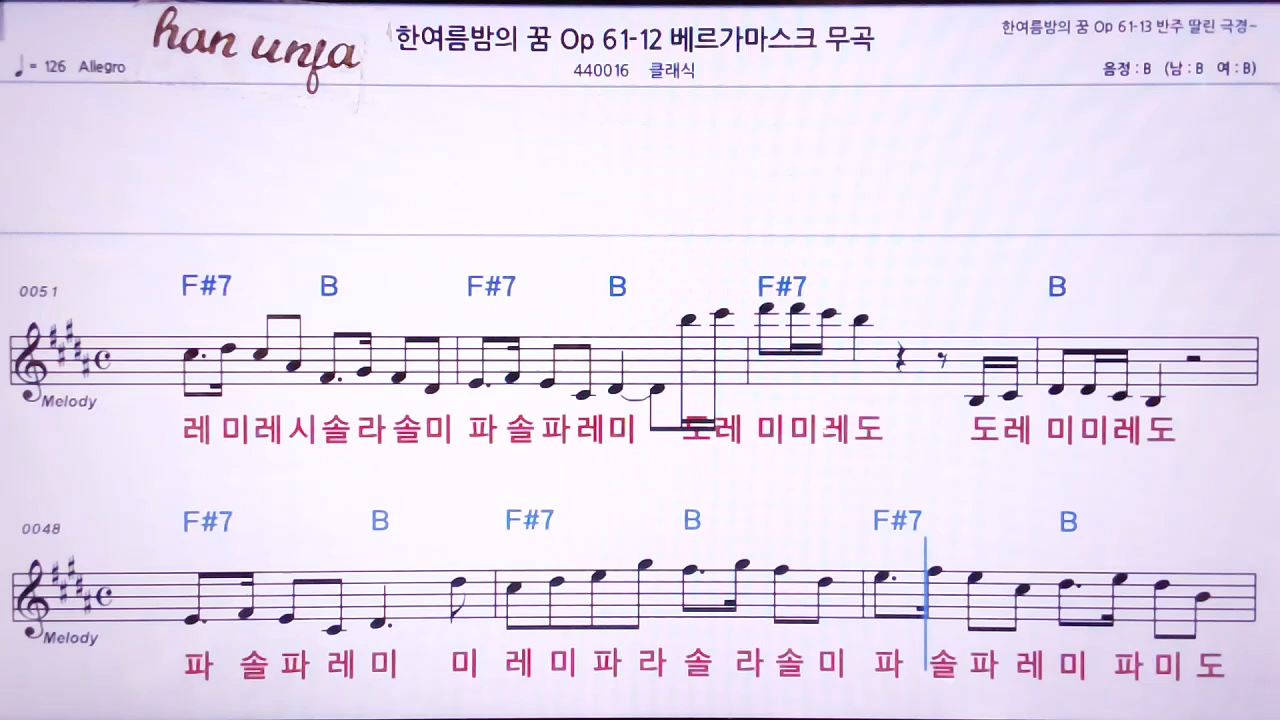 han unfa
한여름밤의 꿈 Op 61-12 베르가마스크 무곡
한여름밤의 꿈 Op 61-13 반주 딸린 극경~
= 126 Allegro
440016 클래식
음정 : B (남 : B 여 : B)
0051 F#7 B F#7 B F#7 B
Melody
레 미 레 시 솔 라 솔 미 파 솔 파 레 미 도 레 미 미 레 도 도 레 미 미 레 도
0048 F#7 B F#7 B F#7 B
Melody
파 솔 파 레 미 미 레 미 파 라 솔 라 솔 미 파 솔 파 레 미 파 미 도